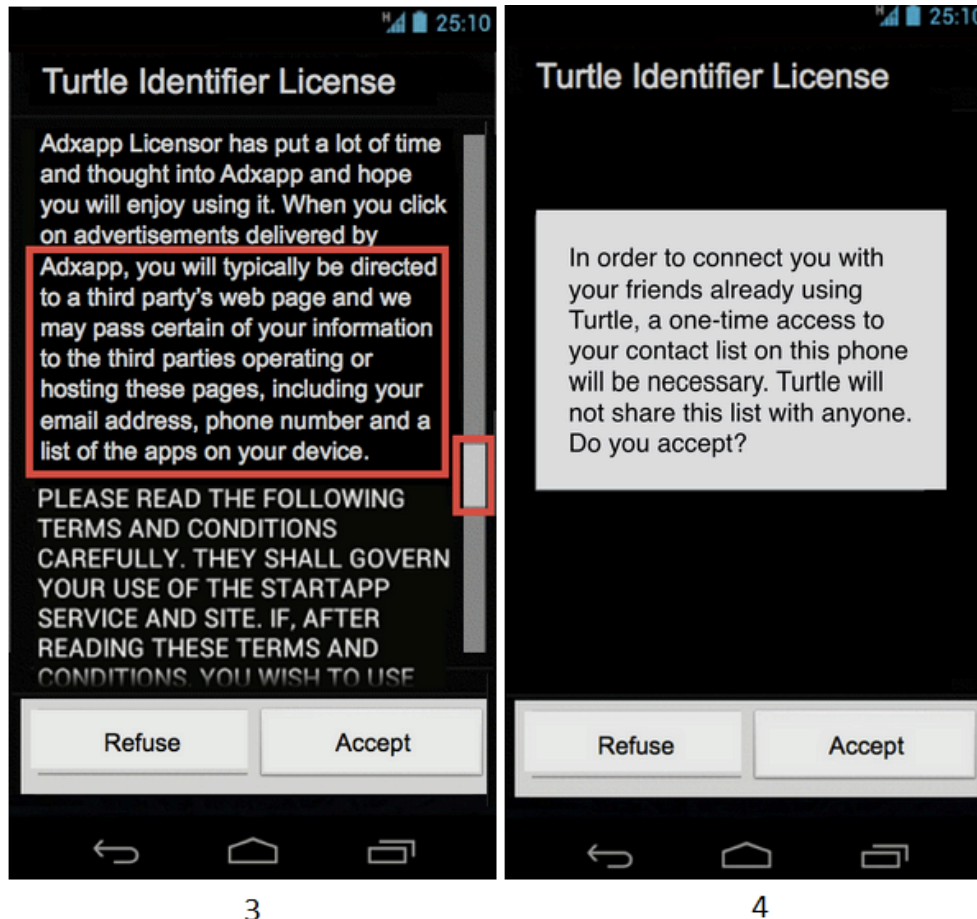 H 25:10
Turtle Identifier License
Adxapp Licensor has put a lot of time
and thought into Adxapp and hope
you will enjoy using it. When you click
on advertisements delivered by
Adxapp, you will typically be directed
to a third party's web page and we
may pass certain of your information
to the third parties operating or
hosting these pages, including your
email address, phone number and a
list of the apps on your device.
PLEASE READ THE FOLLOWING
TERMS AND CONDITIONS
CAREFULLY. THEY SHALL GOVERN
YOUR USE OF THE STARTAPP
SERVICE AND SITE. IF, AFTER
READING THESE TERMS AND
CONDITIONS, YOU WISH TO USE
Refuse Accept
3
H 25:10
Turtle Identifier License
In order to connect you with
your friends already using
Turtle, a one-time access to
your contact list on this phone
will be necessary. Turtle will
not share this list with anyone.
Do you accept?
Refuse Accept
4